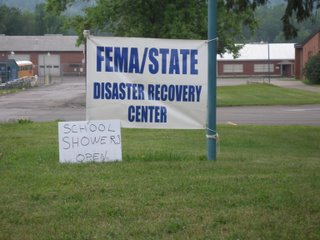 FEMA/STATE
DISASTER RECOVERY
CENTER
SCHOOL
SHOWERS
OPEN